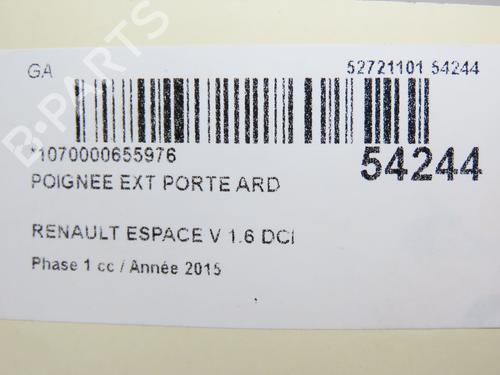 GA 52721101 54244
*1070000655976 54244
POIGNEE EXT PORTE ARD
RENAULT ESPACE V 1.6 DCI
Phase 1 cc / Année 2015
B-PARTS